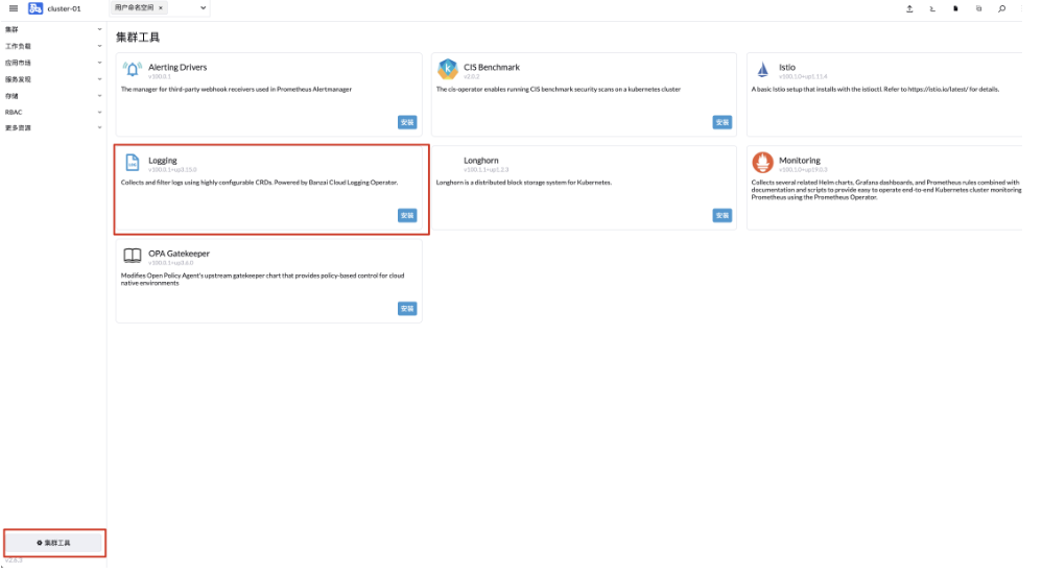 cluster-01
用户命名空间 ×
集群
工作负载
应用市场
服务发现
存储
RBAC
更多资源
集群工具
Alerting Drivers
v100.0.1
The manager for third-party webhook receivers used in Prometheus Alertmanager
安装
CIS Benchmark
v2.0.2
The cis-operator enables running CIS benchmark security scans on a kubernetes cluster
安装
Istio
v100.1.0+up1.11.4
A basic Istio setup that installs with the istioctl. Refer to https://istio.io/latest/ for details.
Logging
v100.0.1+up3.15.0
Collects and filter logs using highly configurable CRDs. Powered by Banzai Cloud Logging Operator.
安装
Longhorn
v100.1.1+up1.2.3
Longhorn is a distributed block storage system for Kubernetes.
安装
Monitoring
v100.1.0+up19.0.3
Collects several related Helm charts, Grafana dashboards, and Prometheus rules combined with
documentation and scripts to provide easy to operate end-to-end Kubernetes cluster monitoring
Prometheus using the Prometheus Operator.
OPA Gatekeeper
v100.0.1+up3.6.0
Modifies Open Policy Agent's upstream gatekeeper chart that provides policy-based control for cloud
native environments
安装
集群工具
v2.6.3